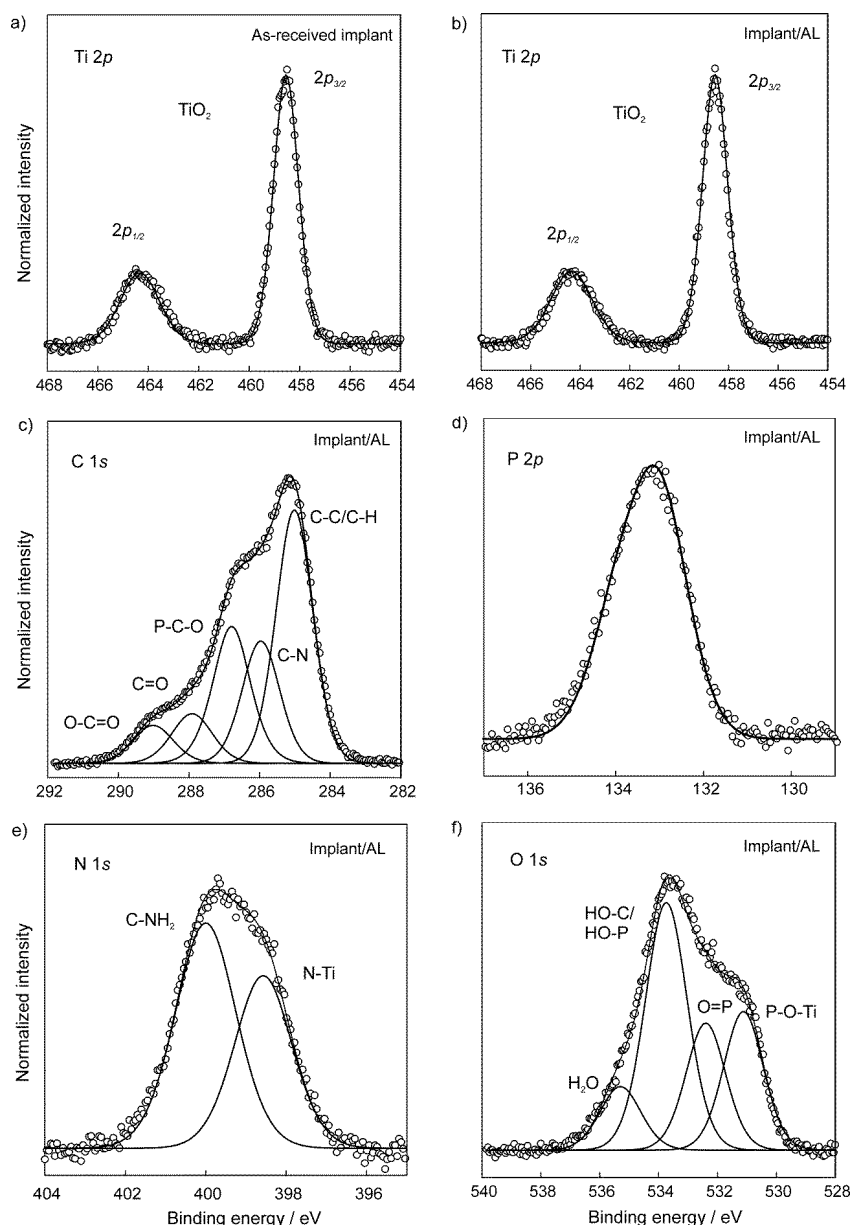 a)
As-received implant
Ti 2p
2p3/2
TiO2
2p1/2
Normalized intensity
468 466 464 462 460 458 456 454
b)
Implant/AL
Ti 2p
2p3/2
TiO2
2p1/2
468 466 464 462 460 458 456 454
c)
Implant/AL
C 1s
C-C/C-H
P-C-O
C-N
C=O
O-C=O
Normalized intensity
292 290 288 286 284 282
d)
Implant/AL
P 2p
136 134 132 130
e)
Implant/AL
N 1s
C-NH2
N-Ti
Normalized intensity
404 402 400 398 396
Binding energy / eV
f)
Implant/AL
O 1s
HO-C/
HO-P
O=P
P-O-Ti
H2O
540 536 534 532 530 528
Binding energy / eV